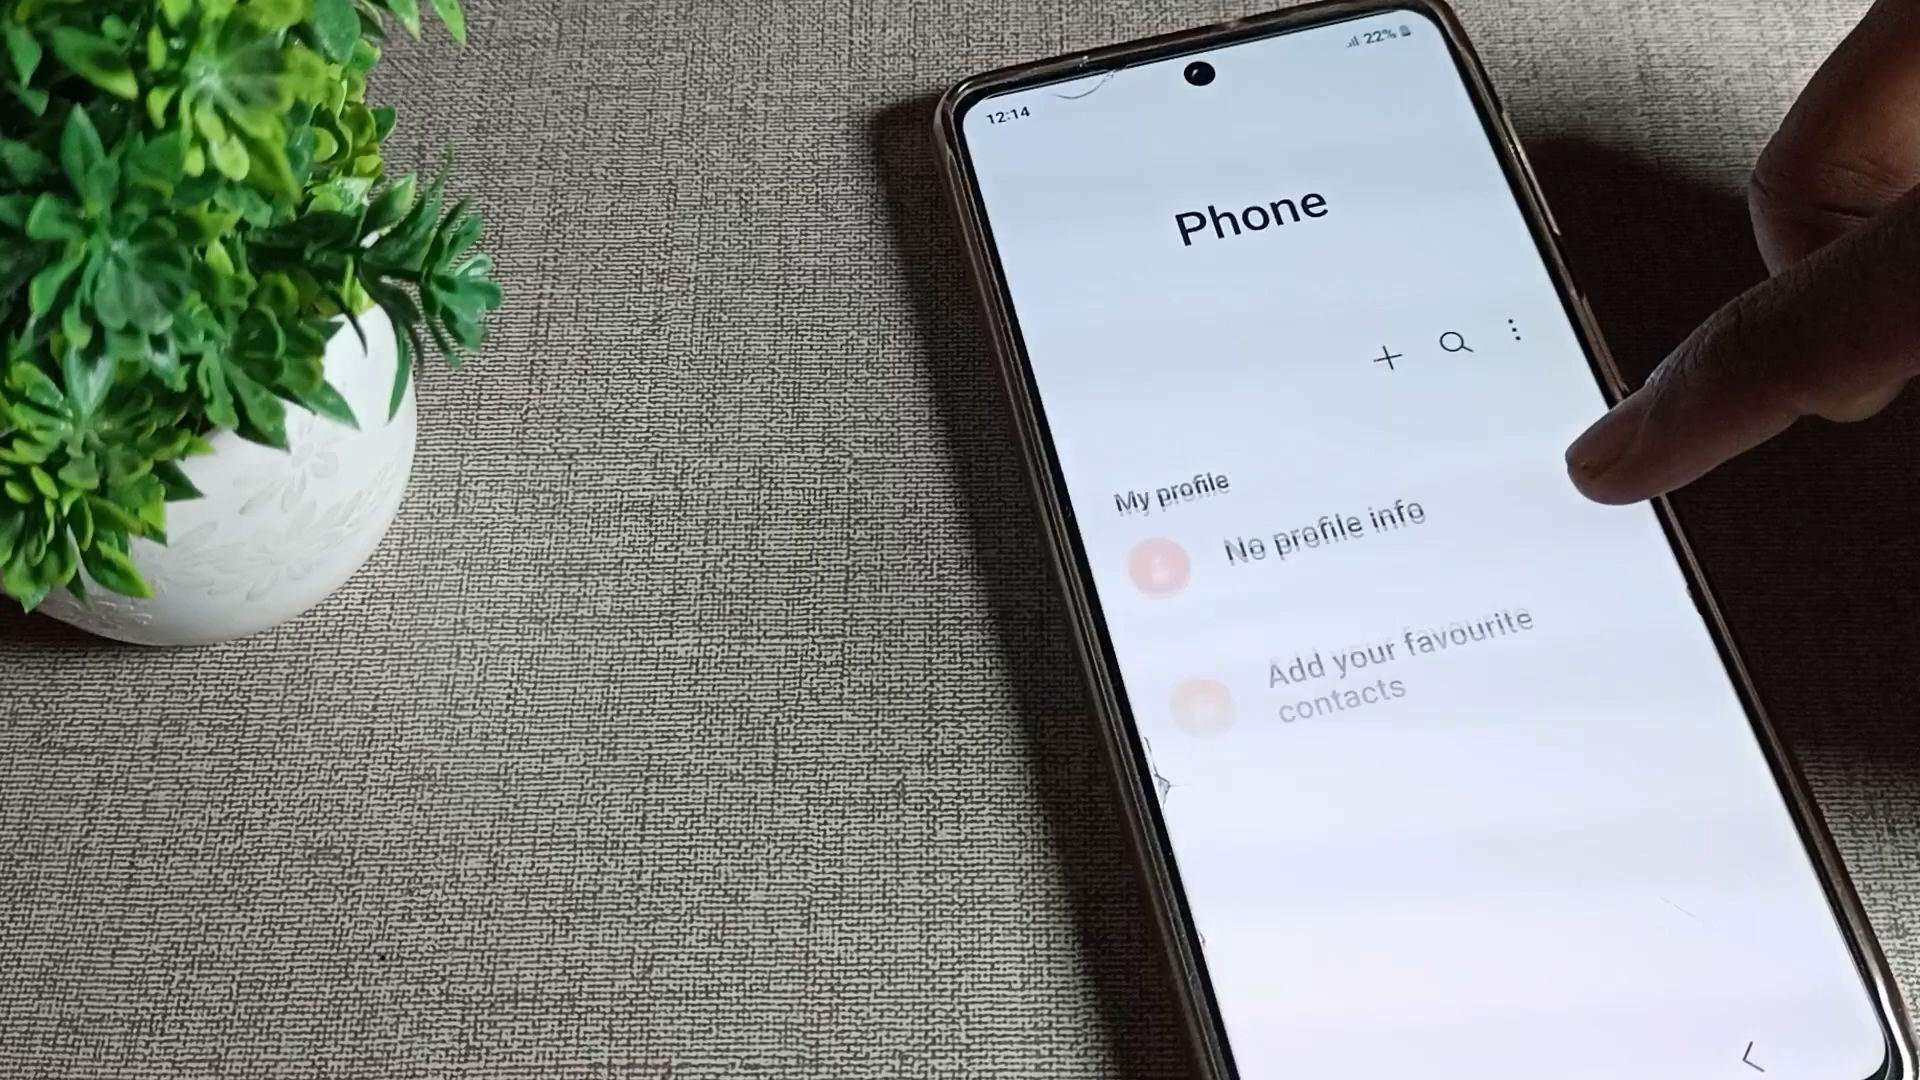 12:14
22%
Phone
My profile
No profile info
Add your favourite
contacts